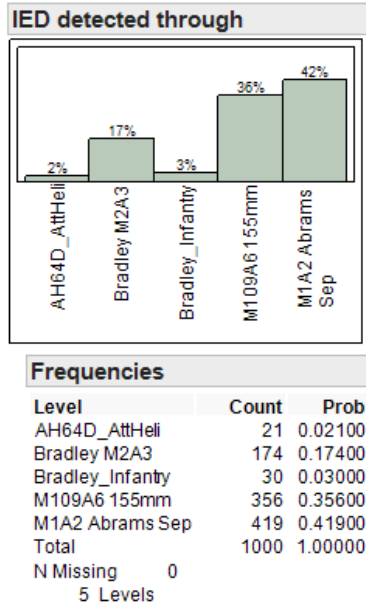 IED detected through
2%
17%
3%
36%
42%
AH64D_AttHeli
Bradley M2A3
Bradley_Infantry
M109A6 155mm
M1A2 Abrams
Sep
Frequencies
Level Count Prob
AH64D_AttHeli 21 0.02100
Bradley M2A3 174 0.17400
Bradley_Infantry 30 0.03000
M109A6 155mm 356 0.35600
M1A2 Abrams Sep 419 0.41900
Total 1000 1.00000
N Missing 0
5 Levels